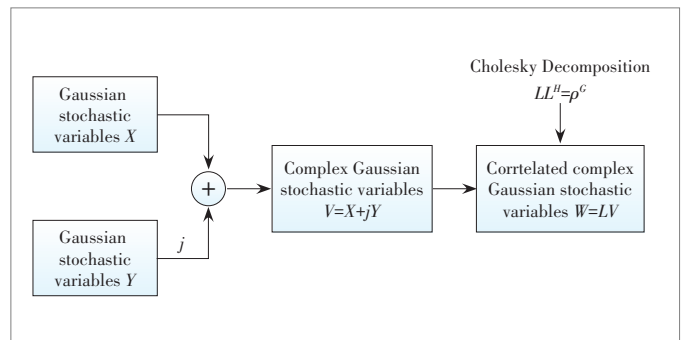 Gaussian
stochastic
variables X
Gaussian
stochastic
variables Y
j
+
Complex Gaussian
stochastic variables
V=X+jY
Cholesky Decomposition
LL^H=ρ^G
Corrtelated complex
Gaussian stochastic
variables W=LV